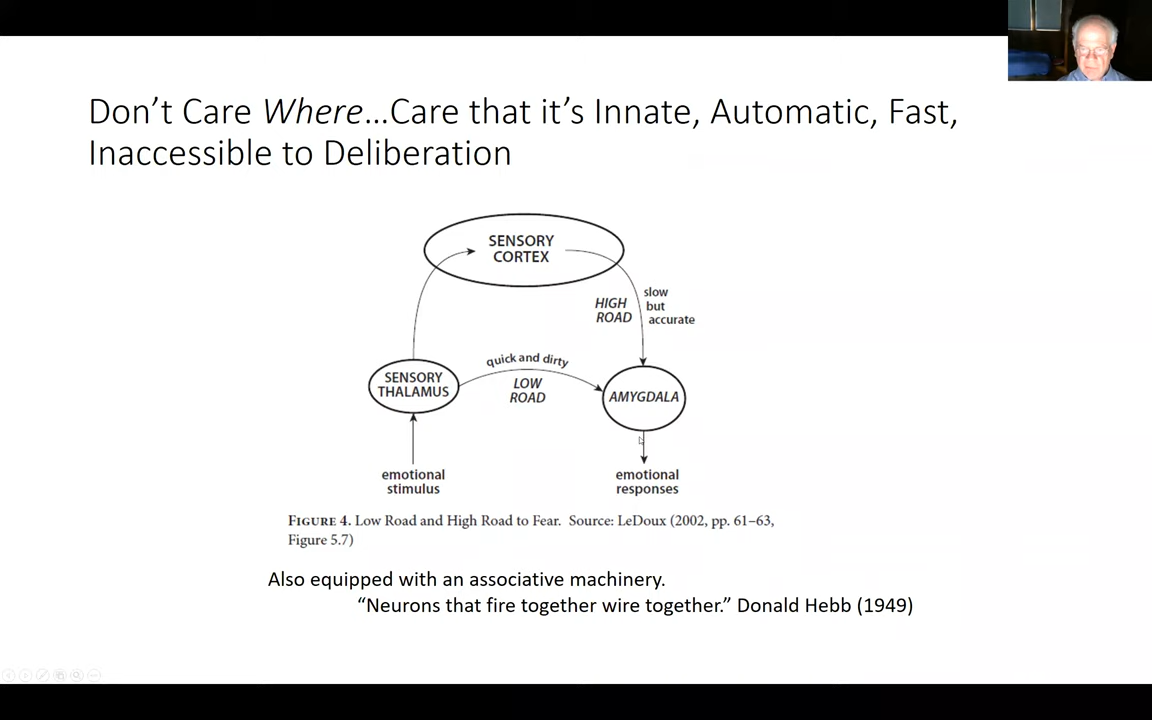 Don’t Care Where…Care that it’s Innate, Automatic, Fast,
Inaccessible to Deliberation
SENSORY
CORTEX
HIGH
ROAD
slow
but
accurate
quick and dirty
LOW
ROAD
SENSORY
THALAMUS
AMYGDALA
emotional
stimulus
emotional
responses
FIGURE 4. Low Road and High Road to Fear. Source: LeDoux (2002, pp. 61–63,
Figure 5.7)
Also equipped with an associative machinery.
“Neurons that fire together wire together.” Donald Hebb (1949)